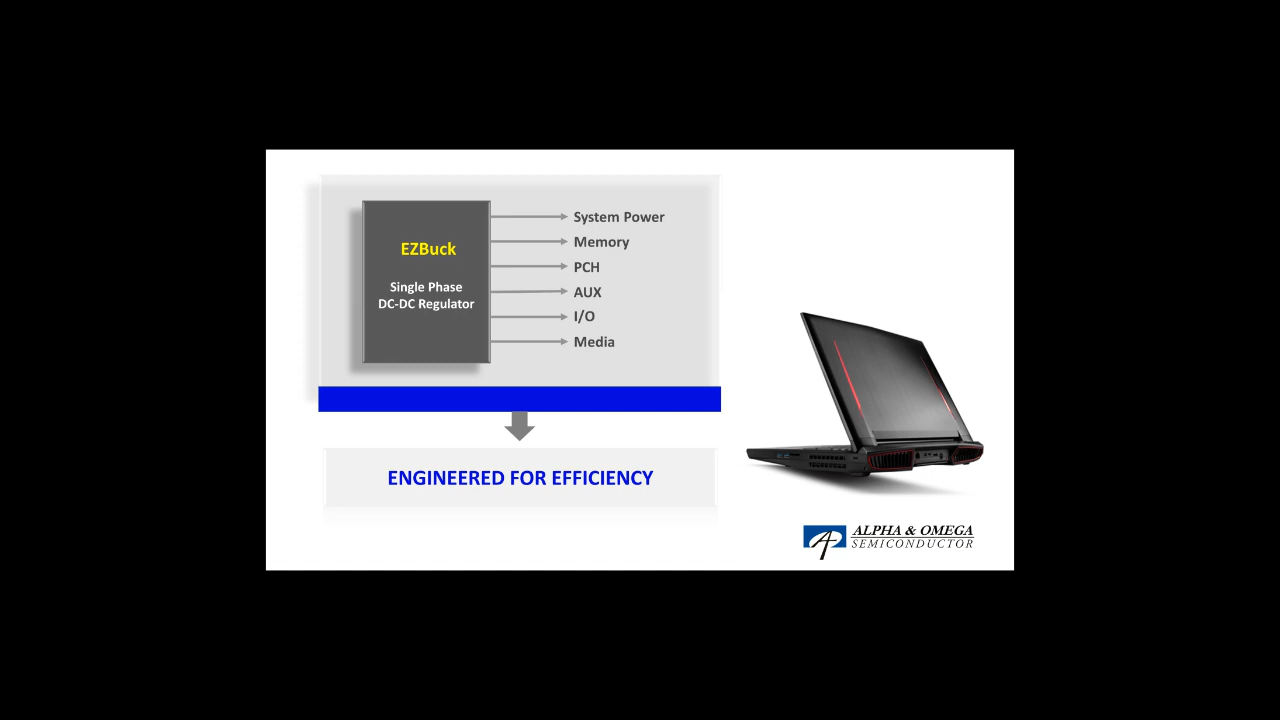 EZBuck
Single Phase
DC-DC Regulator
System Power
Memory
PCH
AUX
I/O
Media
ENGINEERED FOR EFFICIENCY
ALPHA & OMEGA
SEMICONDUCTOR